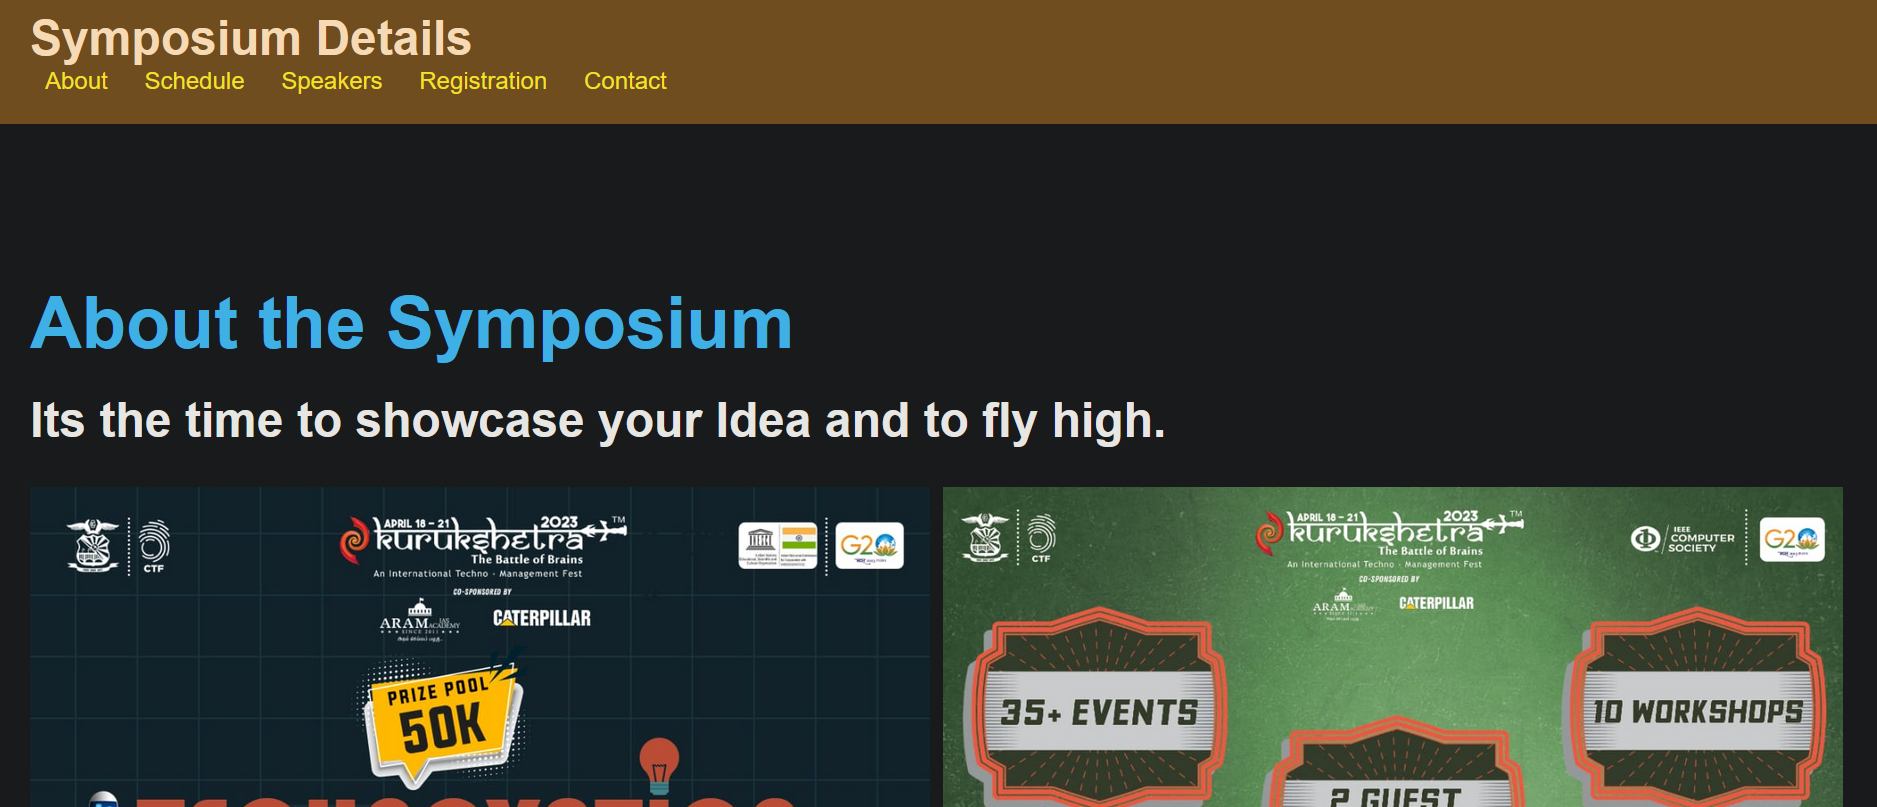 Symposium Details
About Schedule Speakers Registration Contact
About the Symposium
Its the time to showcase your Idea and to fly high.
CTF
APRIL 18 - 21 2023 TM
kurukshetra
The Battle of Brains
An International Techno - Management Fest
CO-SPONSORED BY
ARAM IAS ACADEMY
SINCE 2011
CATERPILLAR
G20
PRIZE POOL
50K
CTF
APRIL 18 - 21 2023 TM
kurukshetra
The Battle of Brains
An International Techno - Management Fest
CO-SPONSORED BY
ARAM
CATERPILLAR
IEEE
COMPUTER
SOCIETY
G20
35+ EVENTS
10 WORKSHOPS
2 GUEST